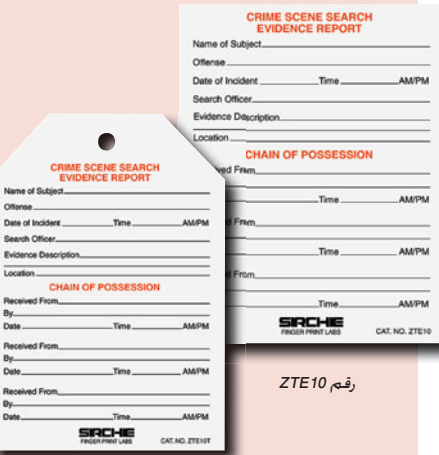 CRIME SCENE SEARCH
EVIDENCE REPORT
Name of Subject
Offense
Date of Incident Time AM/PM
Search Officer
Evidence Description
Location
CHAIN OF POSSESSION
From
Time AM/PM
From
Time AM/PM
From
Time AM/PM
SIRCHIE
FINGER PRINT LABS CAT. NO. ZTE10
CRIME SCENE SEARCH
EVIDENCE REPORT
Name of Subject
Offense
Date of Incident Time AM/PM
Search Officer
Evidence Description
Location
CHAIN OF POSSESSION
Received From
By
Date Time AM/PM
Received From
By
Date Time AM/PM
Received From
By
Date Time AM/PM
SIRCHIE
FINGER PRINT LABS CAT. NO. ZTE10T
رقم ZTE10